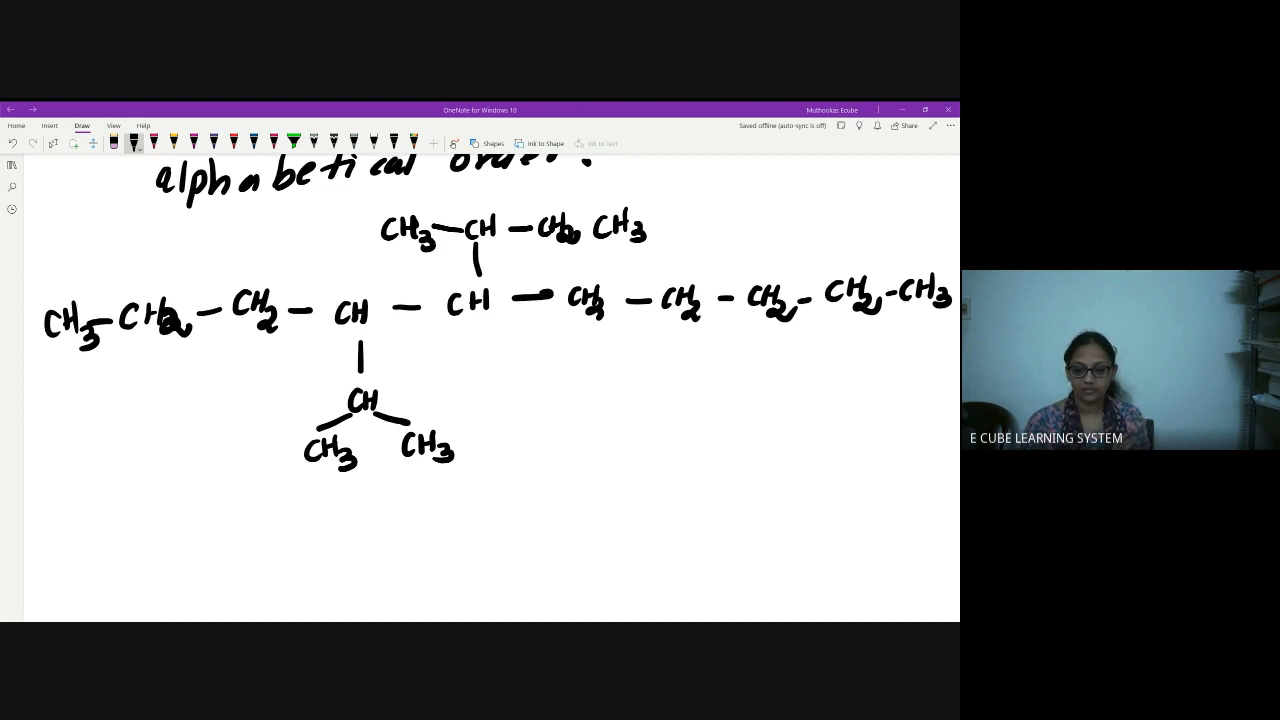 OneNote for Windows 10
Muthookas Ecube
Home Insert Draw View Help
Saved offline (auto-sync is off)
Share
Shapes
Ink to Shape
Ink to Text
alphabetical order.
CH3—CH—CH2 CH3
CH3—CH2—CH2—CH—CH—CH2—CH2—CH2—CH2—CH3
CH
CH3 CH3
E CUBE LEARNING SYSTEM